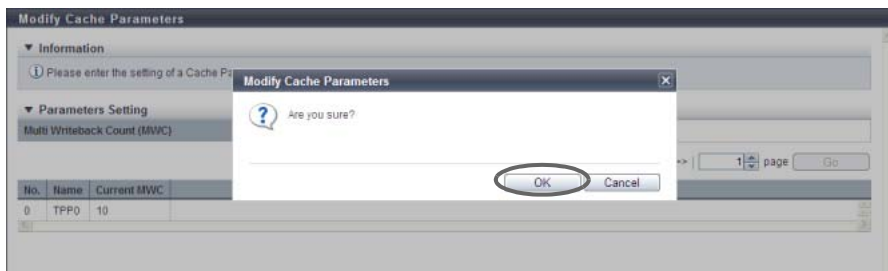 Modify Cache Parameters
Information
Please enter the setting of a Cache Pa
Modify Cache Parameters
Are you sure?
OK Cancel
Parameters Setting
Multi Writeback Count (MWC)
1 page Go
No. Name Current MWC
0 TPP0 10